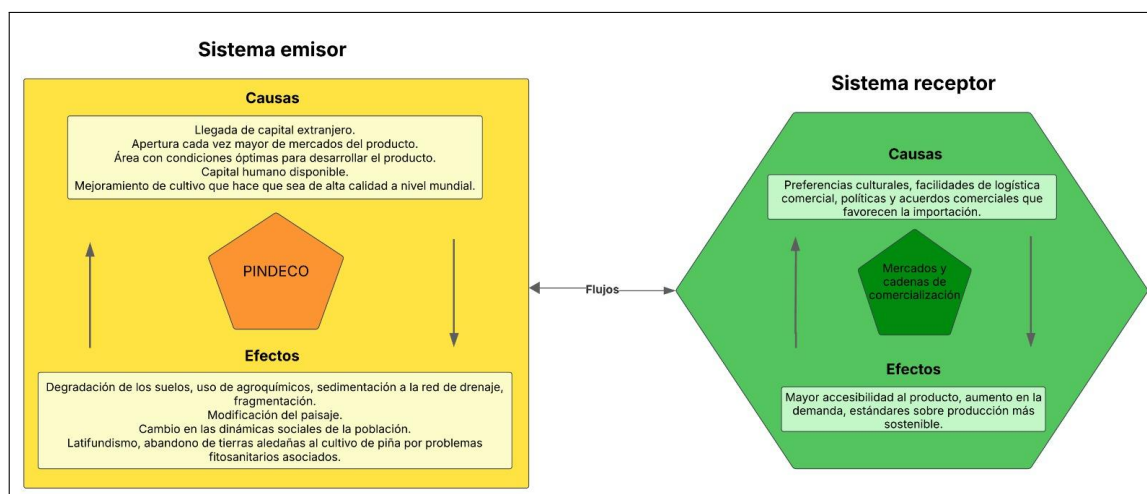 Sistema emisor
Causas
Llegada de capital extranjero.
Apertura cada vez mayor de mercados del producto.
Área con condiciones óptimas para desarrollar el producto.
Capital humano disponible.
Mejoramiento de cultivo que hace que sea de alta calidad a nivel mundial.
PINDECO
Efectos
Degradación de los suelos, uso de agroquímicos, sedimentación a la red de drenaje,
fragmentación.
Modificación del paisaje.
Cambio en las dinámicas sociales de la población.
Latifundismo, abandono de tierras aledañas al cultivo de piña por problemas
fitosanitarios asociados.
Flujos
Sistema receptor
Causas
Preferencias culturales, facilidades de logística
comercial, políticas y acuerdos comerciales que
favorecen la importación.
Mercados y
cadenas de
comercialización
Efectos
Mayor accesibilidad al producto, aumento en la
demanda, estándares sobre producción más
sostenible.